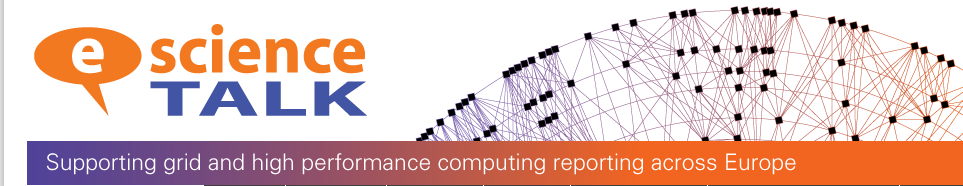 e science
TALK
Supporting grid and high performance computing reporting across Europe